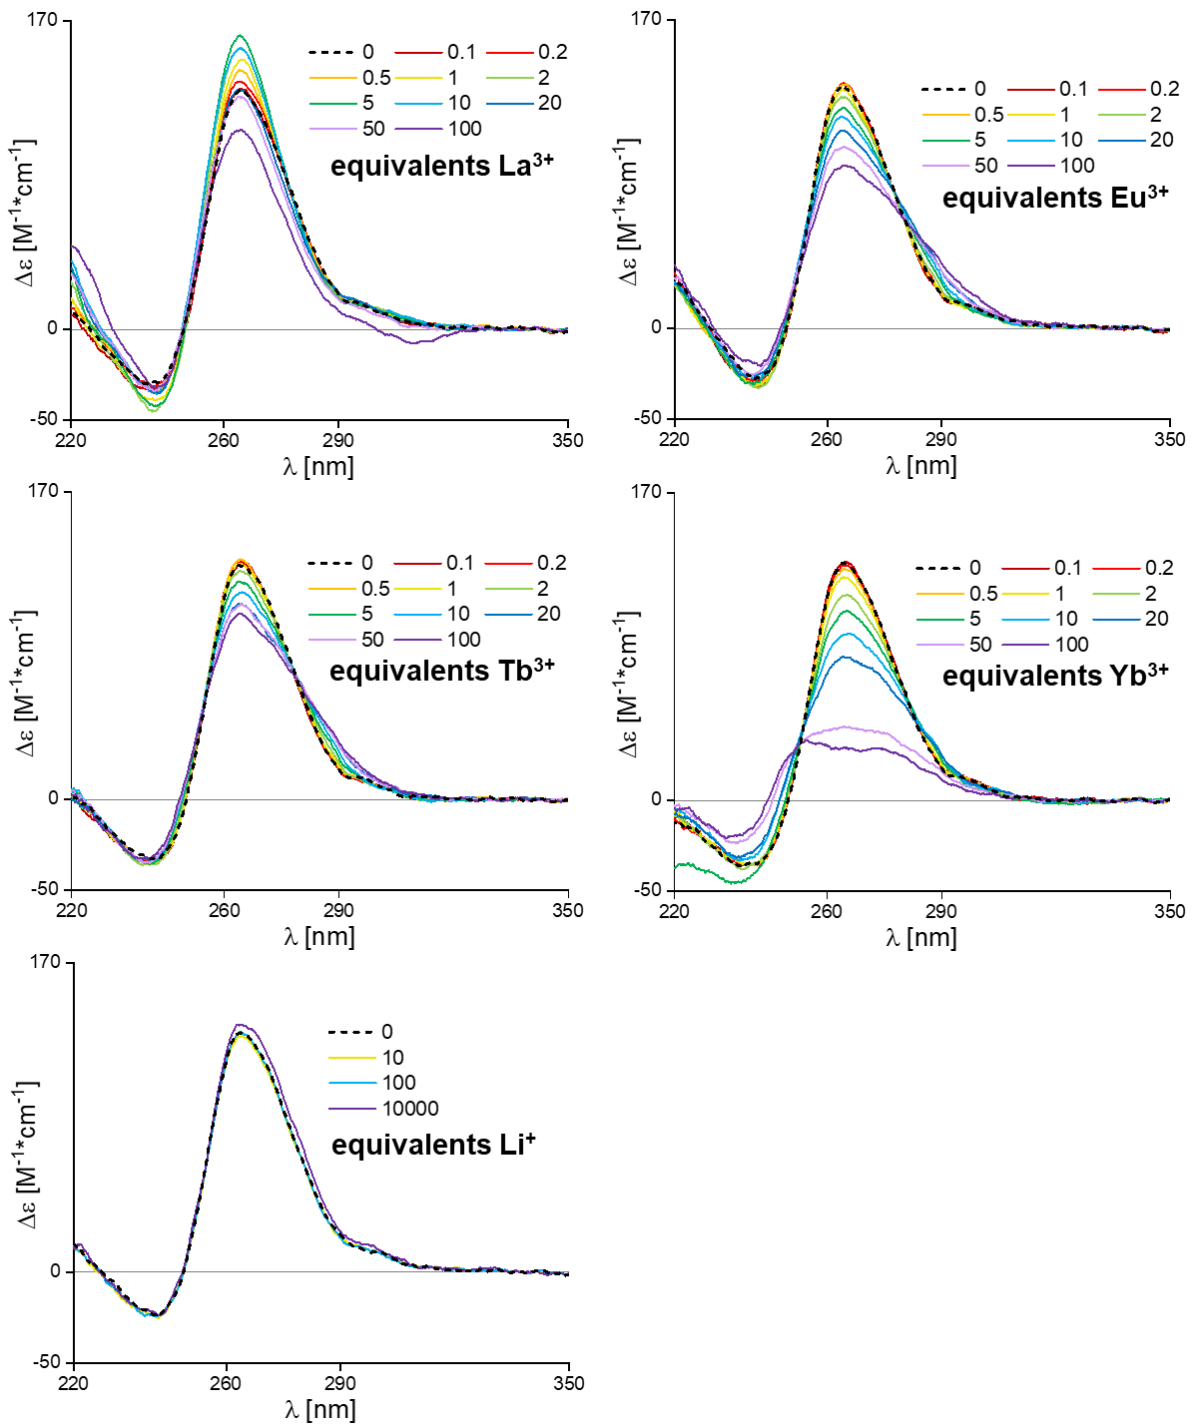 170
0 0.1 0.2
0.5 1 2
5 10 20
50 100
equivalents La³⁺
Δε [M⁻¹*cm⁻¹]
0
-50
220 260 290 350
λ [nm]
170
0 0.1 0.2
0.5 1 2
5 10 20
50 100
equivalents Eu³⁺
Δε [M⁻¹*cm⁻¹]
0
-50
220 260 290 350
λ [nm]
170
0 0.1 0.2
0.5 1 2
5 10 20
50 100
equivalents Tb³⁺
Δε [M⁻¹*cm⁻¹]
0
-50
220 260 290 350
λ [nm]
170
0 0.1 0.2
0.5 1 2
5 10 20
50 100
equivalents Yb³⁺
Δε [M⁻¹*cm⁻¹]
0
-50
220 260 290 350
λ [nm]
170
0
10
100
10000
equivalents Li⁺
Δε [M⁻¹*cm⁻¹]
0
-50
220 260 290 350
λ [nm]